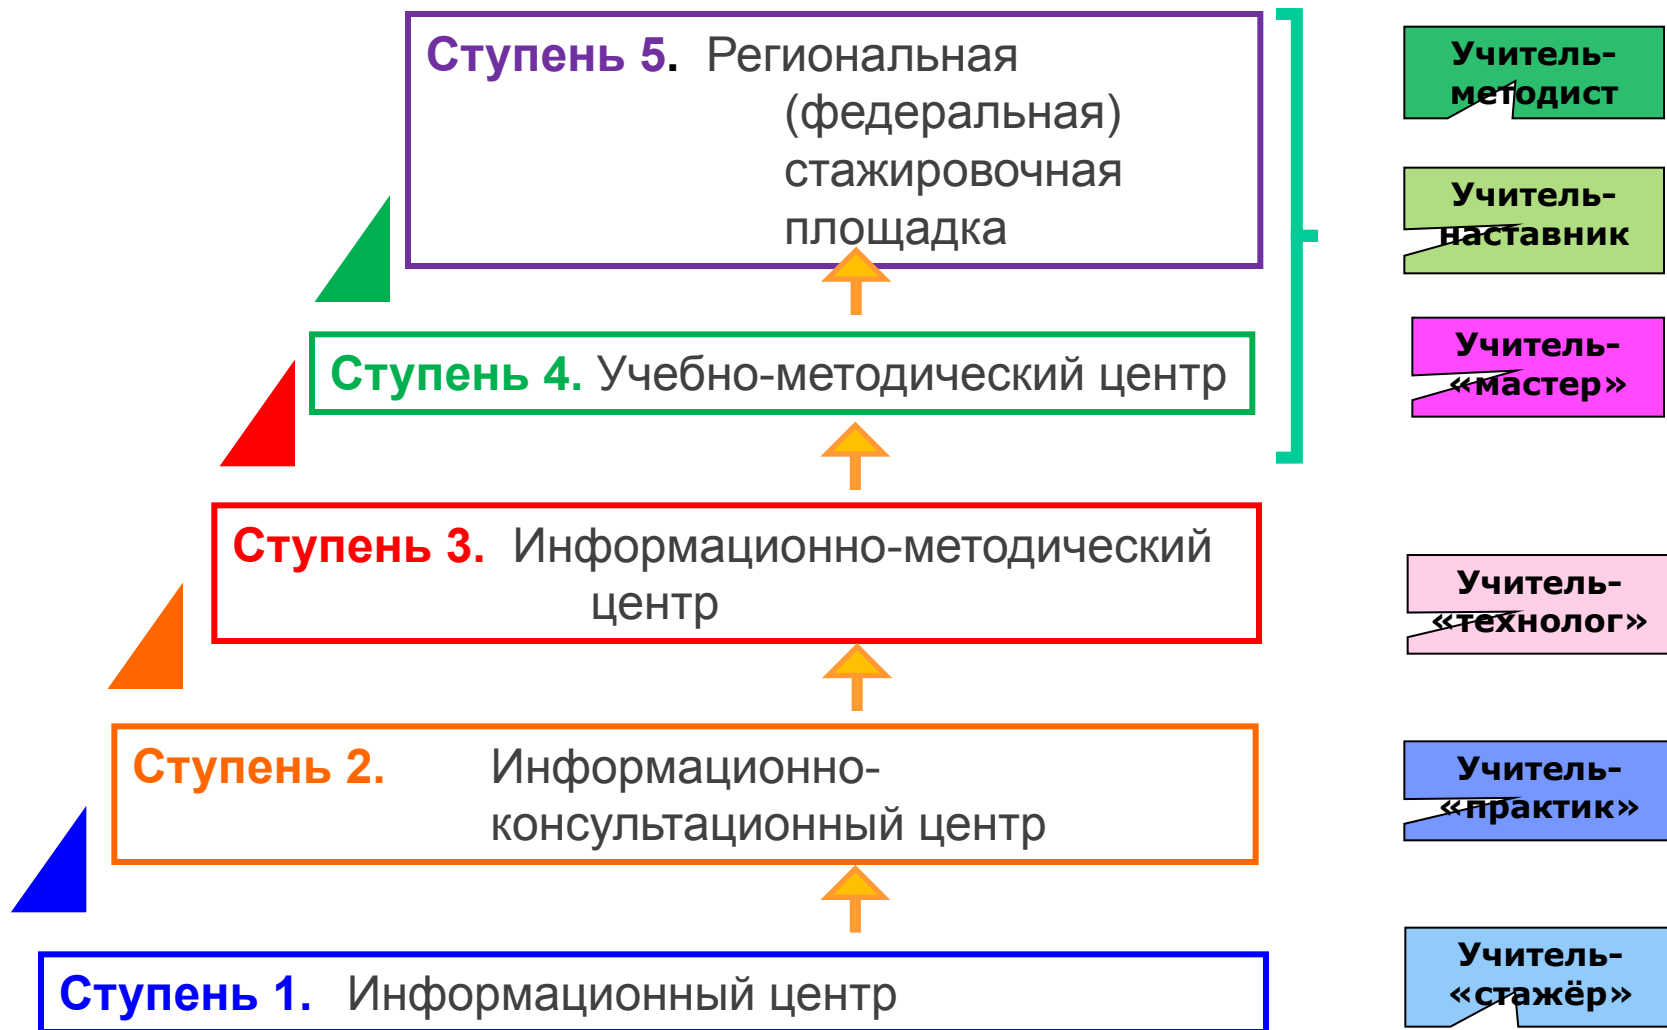 Ступень 5. Региональная
(федеральная)
стажировочная
площадка
Ступень 4. Учебно-методический центр
Ступень 3. Информационно-методический
центр
Ступень 2. Информационно-
консультационный центр
Ступень 1. Информационный центр
Учитель-
методист
Учитель-
наставник
Учитель-
«мастер»
Учитель-
«технолог»
Учитель-
«практик»
Учитель-
«стажёр»